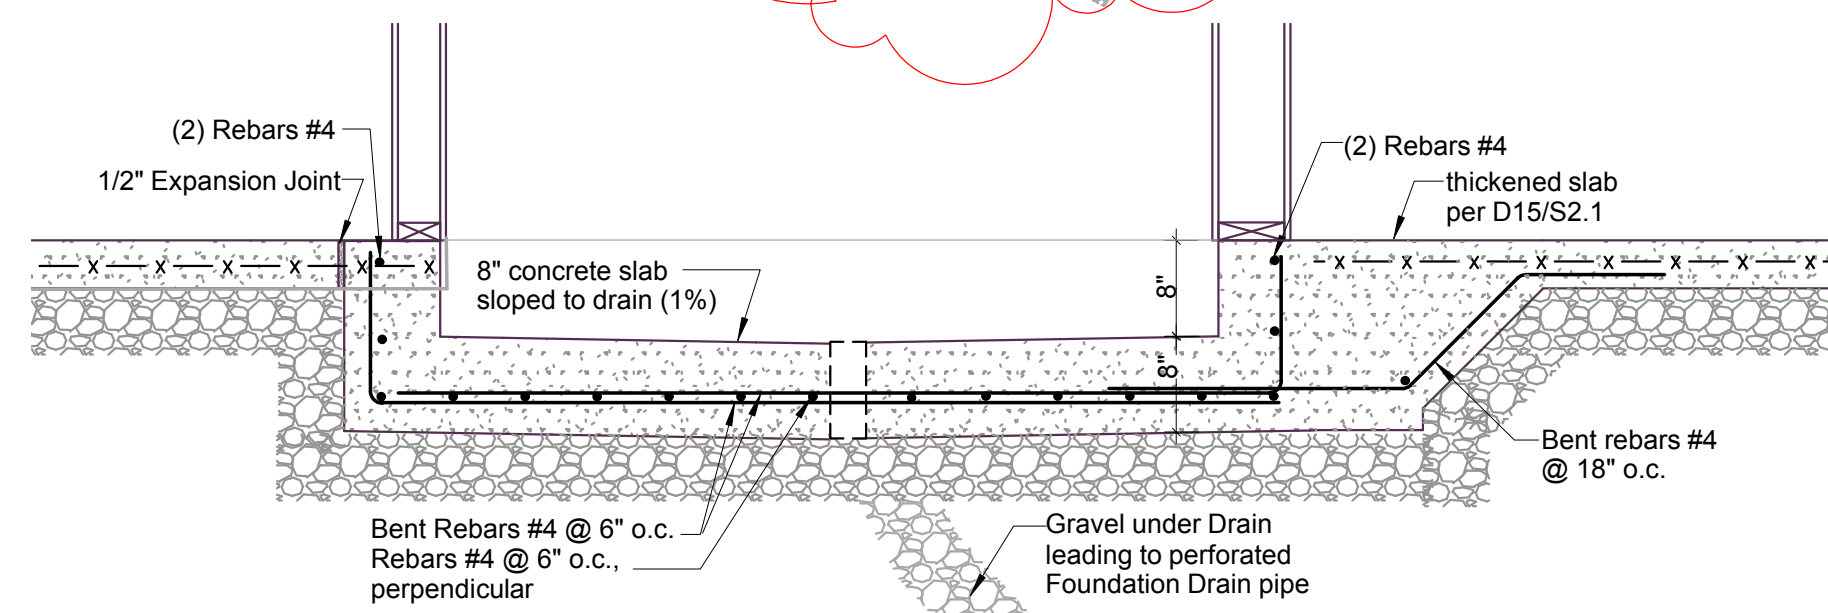 (2) Rebars #4
1/2" Expansion Joint
(2) Rebars #4
thickened slab
per D15/S2.1
8" concrete slab
sloped to drain (1%)
8"
8"
Bent rebars #4
@ 18" o.c.
Bent Rebars #4 @ 6" o.c.
Rebars #4 @ 6" o.c.,
perpendicular
Gravel under Drain
leading to perforated
Foundation Drain pipe